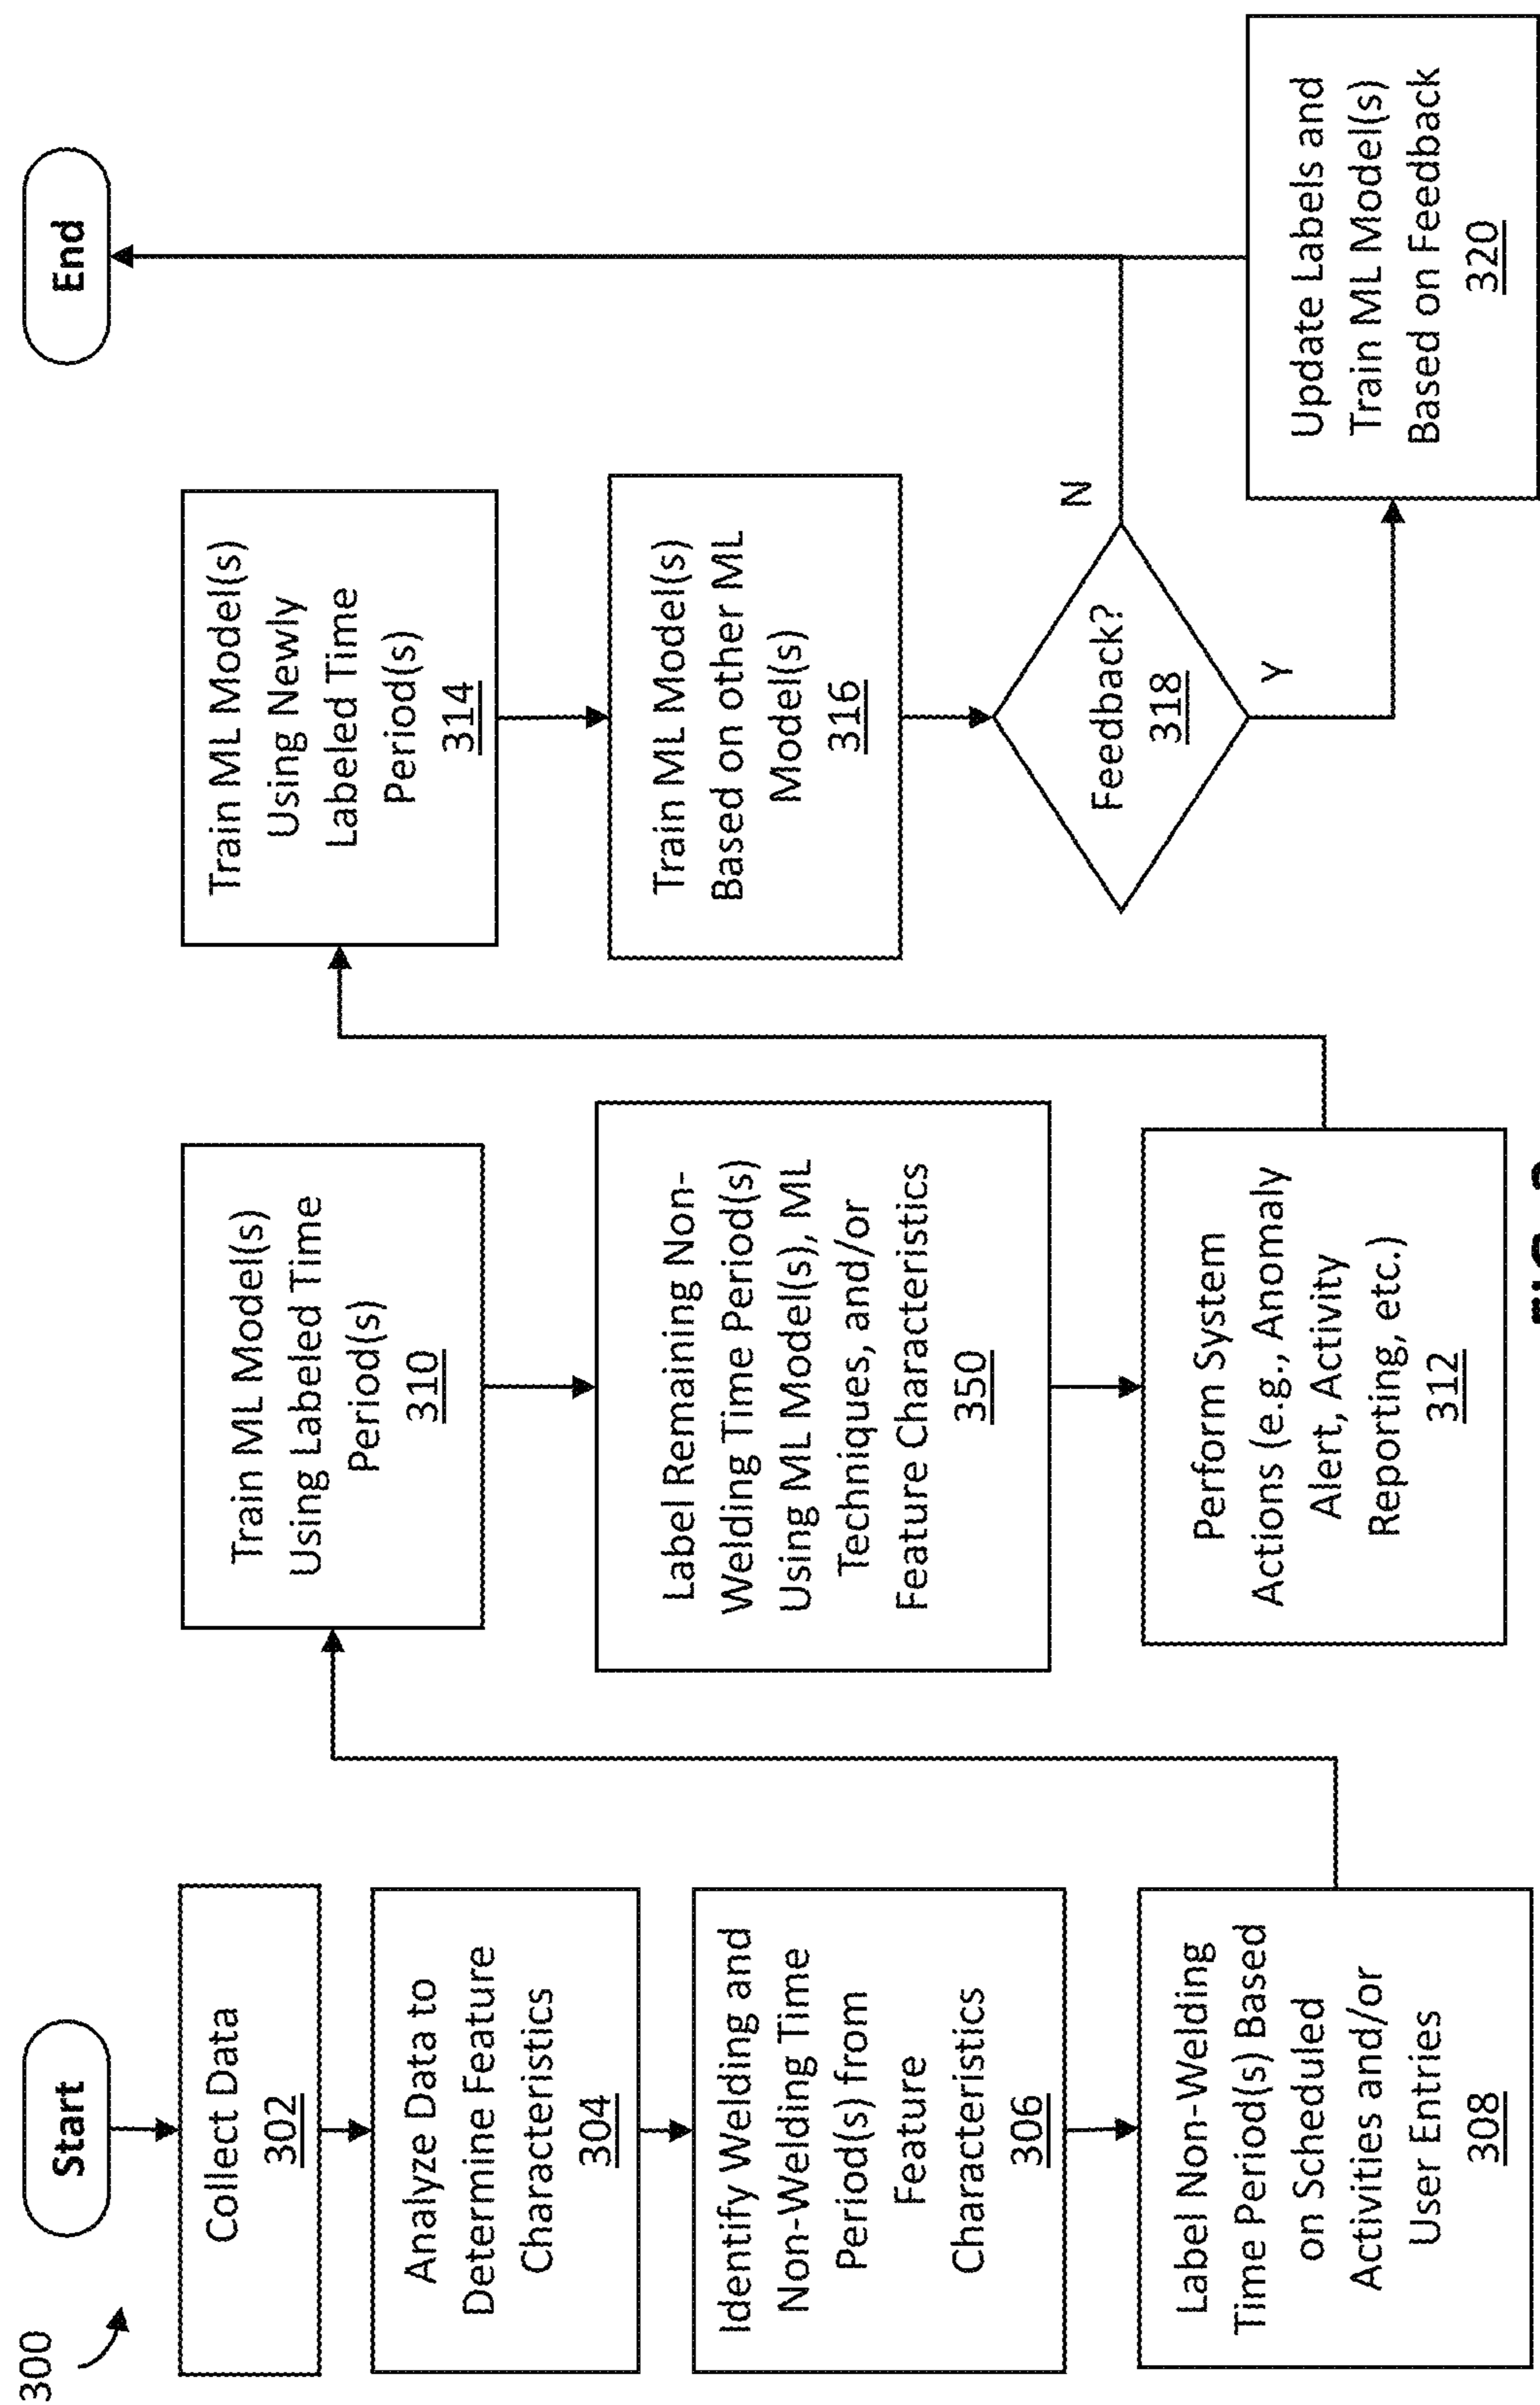 300
Start
Collect Data
302
Analyze Data to
Determine Feature
Characteristics
304
Identify Welding and
Non-Welding Time
Period(s) from
Feature
Characteristics
306
Label Non-Welding
Time Period(s) Based
on Scheduled
Activities and/or
User Entries
308
Train ML Model(s)
Using Labeled Time
Period(s)
310
Label Remaining Non-
Welding Time Period(s)
Using ML Model(s), ML
Techniques, and/or
Feature Characteristics
350
Perform System
Actions (e.g., Anomaly
Alert, Activity
Reporting, etc.)
312
Train ML Model(s)
Using Newly
Labeled Time
Period(s)
314
Train ML Model(s)
Based on other ML
Model(s)
316
Feedback?
318
N
Y
Update Labels and
Train ML Model(s)
Based on Feedback
320
End